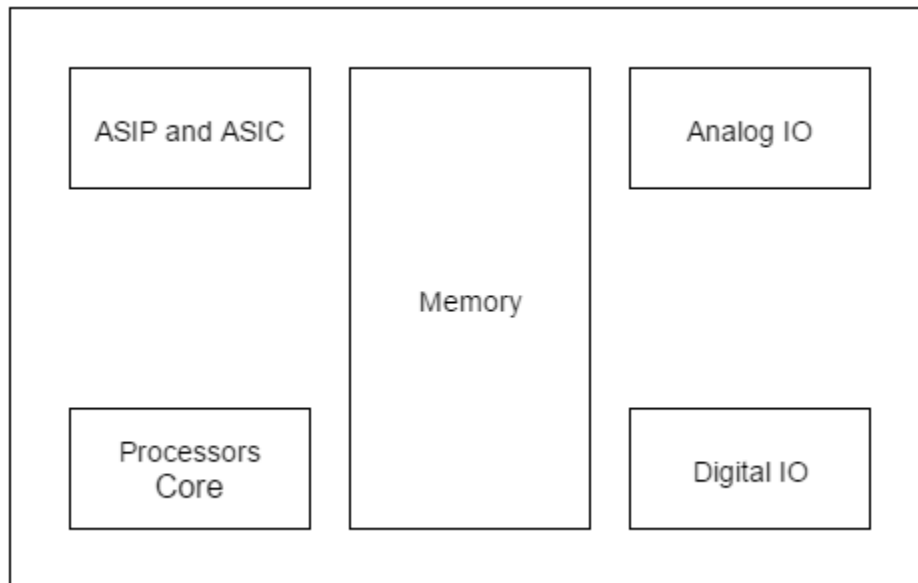 ASIP and ASIC
Analog IO
Memory
Processors
Core
Digital IO